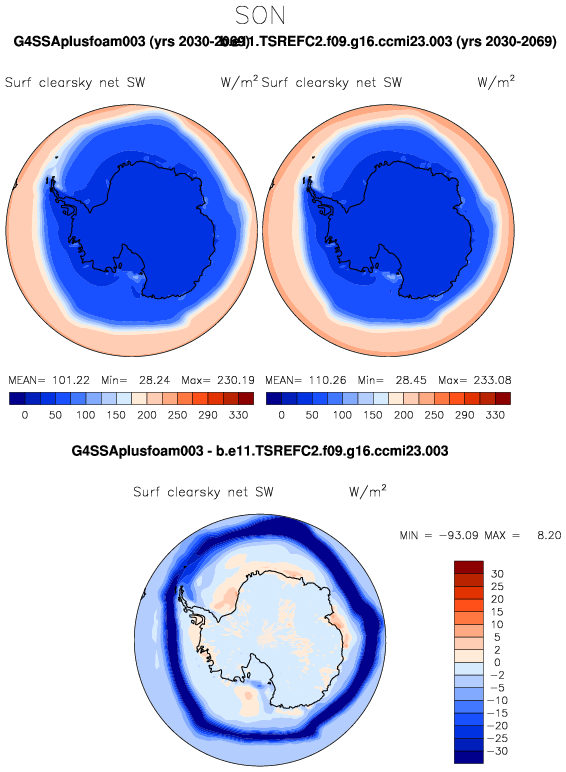 SON
G4SSAplusfoam003 (yrs 2030-2069) b.e11.TSREFC2.f09.g16.ccmi23.003 (yrs 2030-2069)
Surf clearsky net SW W/m² Surf clearsky net SW W/m²
MEAN= 101.22 Min= 28.24 Max= 230.19 MEAN= 110.26 Min= 28.45 Max= 233.08
0 50 100 150 200 250 290 330 0 50 100 150 200 250 290 330
G4SSAplusfoam003 - b.e11.TSREFC2.f09.g16.ccmi23.003
Surf clearsky net SW W/m²
MIN = −93.09 MAX = 8.20
30
25
20
15
10
5
2
0
−2
−5
−10
−15
−20
−25
−30